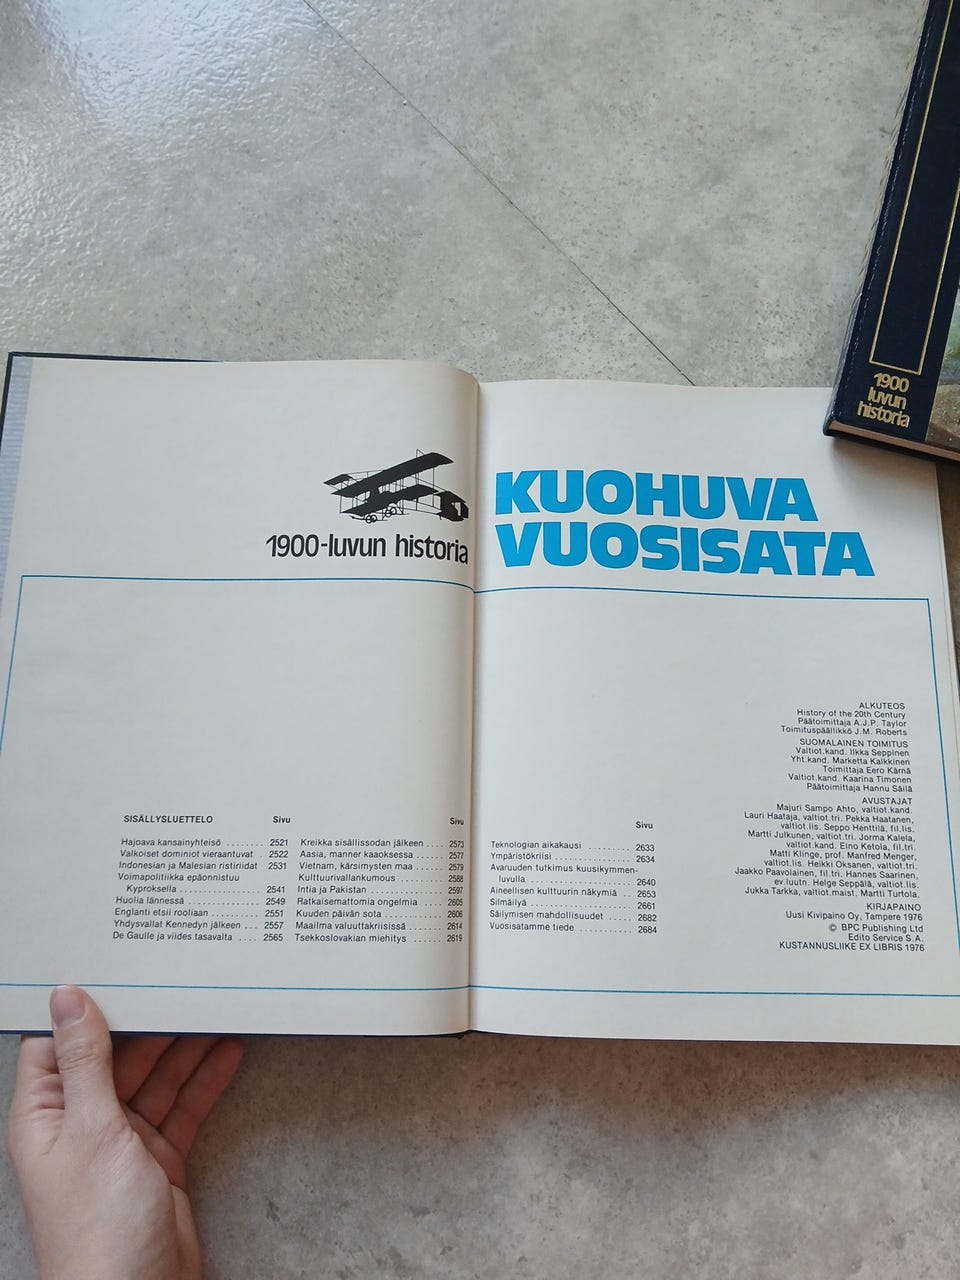 1900-luvun historia
KUOHUVA
VUOSISATA
SISÄLLYSLUETTELO Sivu
Hajoava kansainyhteisö ........ 2521
Valkoiset dominiot vieraantuvat . 2522
Indonesian ja Malesian ristiriidat 2531
Voimapolitiikka epäonnistuu
Kyproksella ............ 2541
Huolia lännessä ............ 2549
Englanti etsii rooliaan .......... 2551
Yhdysvallat Kennedyn jälkeen ... 2557
De Gaulle ja viides tasavalta .... 2565
Sivu
Kreikka sisällissodan jälkeen .... 2573
Aasia, manner kaaoksessa ...... 2577
Vietnam, kärsimysten maa ...... 2579
Kulttuurivallankumous ........ 2588
Intia ja Pakistan ............ 2597
Ratkaisemattomia ongelmia .... 2605
Kuuden päivän sota .......... 2606
Maailma valuuttakriisissä ...... 2614
Tsekkoslovakian miehitys ...... 2619
Sivu
Teknologian aikakausi ........ 2633
Ympäristökriisi .............. 2634
Avaruuden tutkimus kuusikymmen-
luvulla .................. 2640
Aineellisen kulttuurin näkymiä .. 2653
Silmäilyä .................. 2661
Säilymisen mahdollisuudet ...... 2682
Vuosisatamme tiede .......... 2684
ALKUTEOS
History of the 20th Century
Päätoimittaja A.J.P. Taylor
Toimituspäällikkö J.M. Roberts
SUOMALAINEN TOIMITUS
Valtiot.kand. Ilkka Seppinen
Yht.kand. Marketta Kalkkinen
Toimittaja Eero Kärnä
Valtiot.kand. Kaarina Timonen
Päätoimittaja Hannu Säilä
AVUSTAJAT
Majuri Sampo Ahto, valtiot.kand.
Lauri Haataja, valtiot.tri. Pekka Haatanen,
valtiot.lis. Seppo Henttilä, fil.lis.
Martti Julkunen, valtiot.tri. Jorma Kalela,
valtiot.kand. Eino Ketola, fil.tri.
Matti Klinge, prof. Manfred Menger,
valtiot.lis. Heikki Oksanen, valtiot.tri.
Jaakko Paavolainen, fil.tri. Hannes Saarinen,
ev.luutn. Helge Seppälä, valtiot.lis.
Jukka Tarkka, valtiot.maist. Martti Turtola.
KIRJAPAINO
Uusi Kivipaino Oy, Tampere 1976
© BPC Publishing Ltd
Edito Service S.A.
KUSTANNUSLIIKE EX LIBRIS 1976
1900
luvun
historia